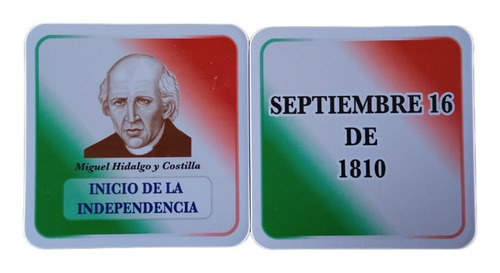 Miguel Hidalgo y Costilla
INICIO DE LA
INDEPENDENCIA
SEPTIEMBRE 16
DE
1810